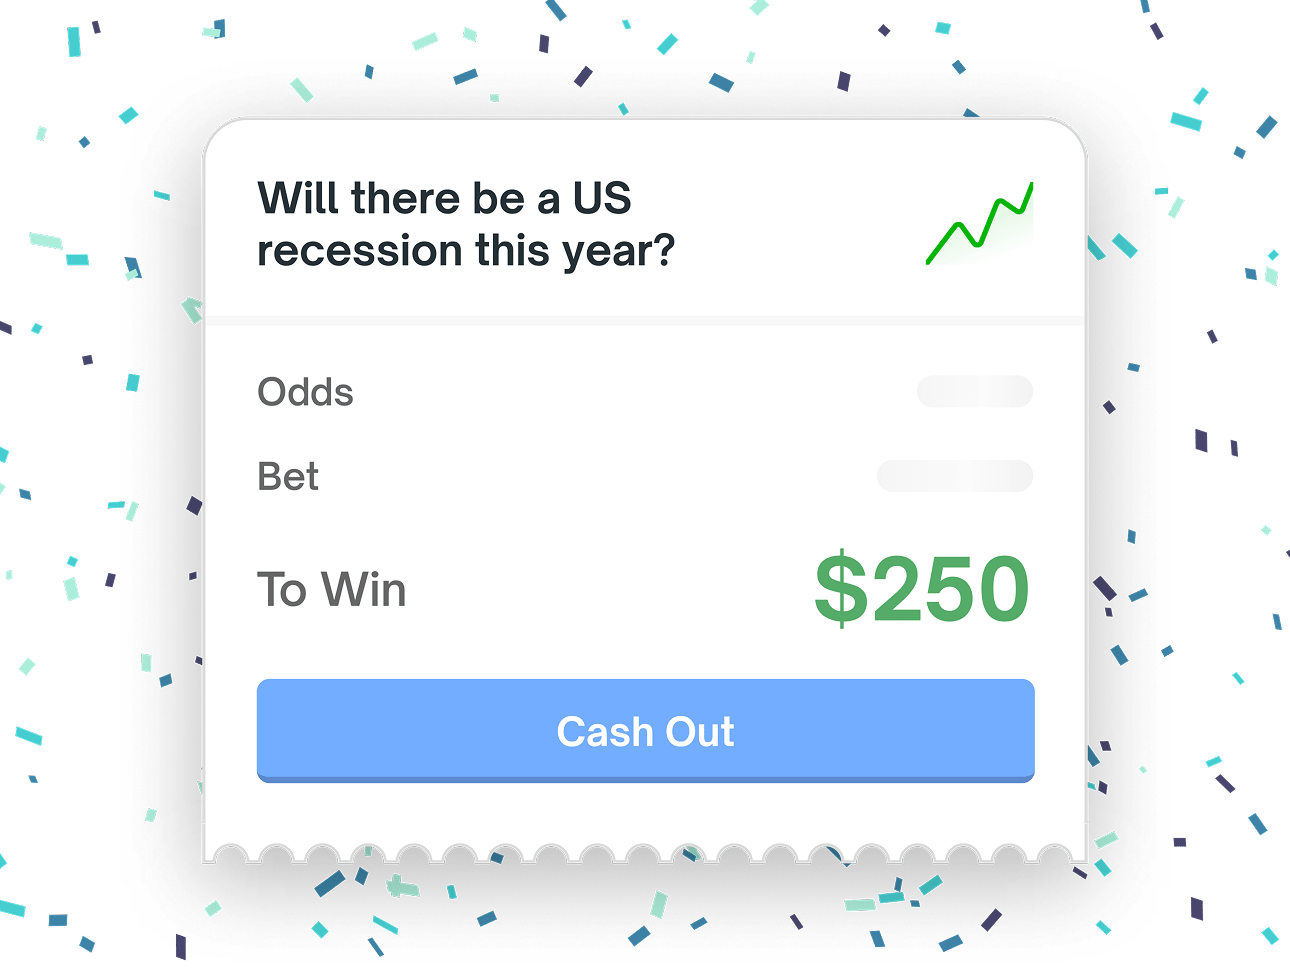 Will there be a US
recession this year?
Odds
Bet
To Win
$250
Cash Out